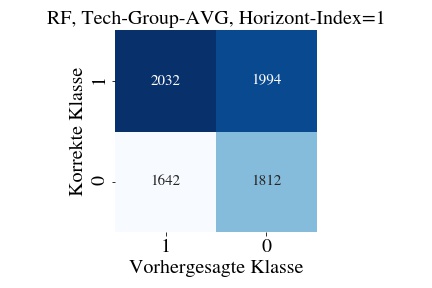 RF, Tech-Group-AVG, Horizont-Index=1
Korrekte Klasse
1
2032 1994
0
1642 1812
1 0
Vorhergesagte Klasse